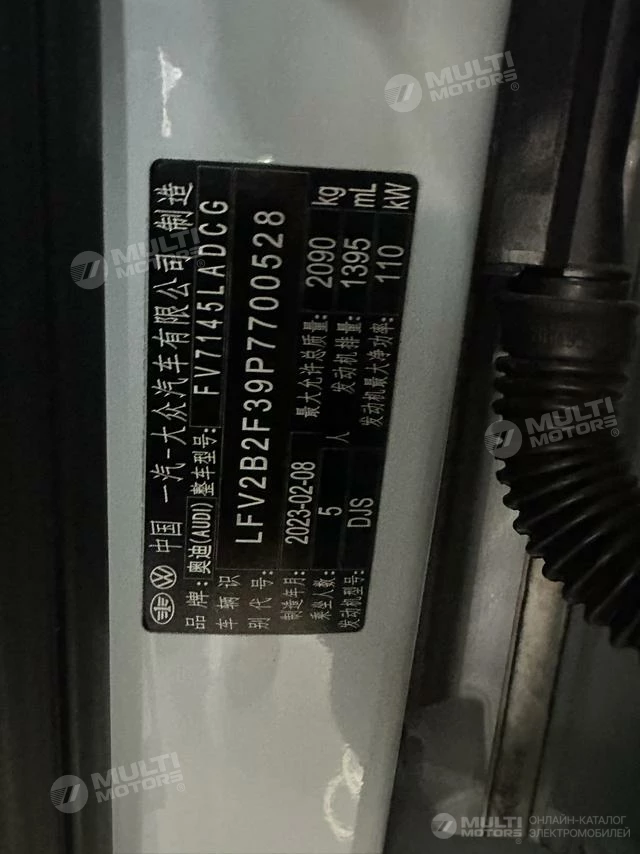 中国 一汽-大众汽车有限公司 制造
品牌: 奥迪(AUDI) 整车型号: FV7145LADCG
车辆识别代号: LFV2B2F39P7700528
制造年月: 2023-02-08 最大允许总质量: 2090 kg
乘坐人数: 5 人 发动机排量: 1395 mL
发动机型号: DJS 发动机最大净功率: 110 kW
MULTI MOTORS®
MULTI MOTORS®
MULTI MOTORS®
MULTI MOTORS®
MULTI MOTORS®
MULTI MOTORS
ОНЛАЙН-КАТАЛОГ
ЭЛЕКТРОМОБИЛЕЙ